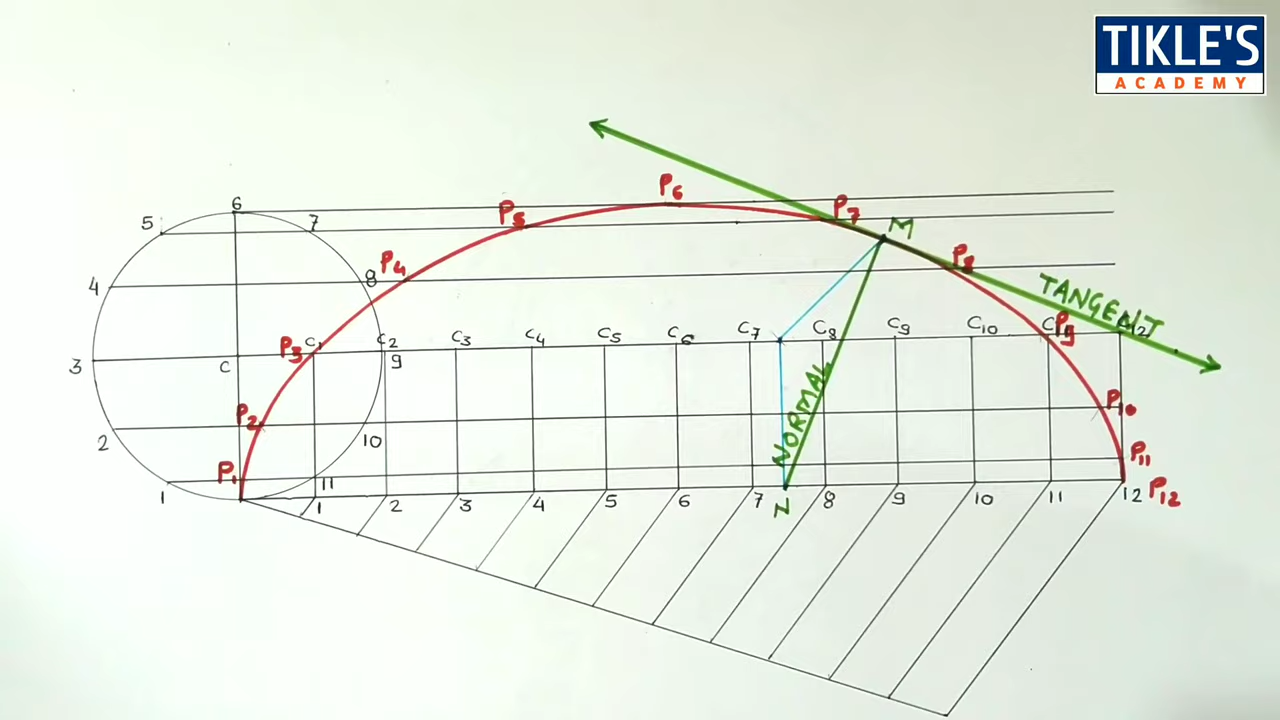 TIKLE'S
ACADEMY
6
P₆
5
7
P₅
P₇
M
4
8
P₄
P₈
TANGENT
3
C
P₃
C₁
C₂
9
C₃
C₄
C₅
C₆
C₇
C₈
C₉
C₁₀
P₉
2
P₂
10
NORMAL
P₁₀
P₁
P₁₁
1
11
1
2
3
4
5
6
7
N
8
9
10
11
12
P₁₂